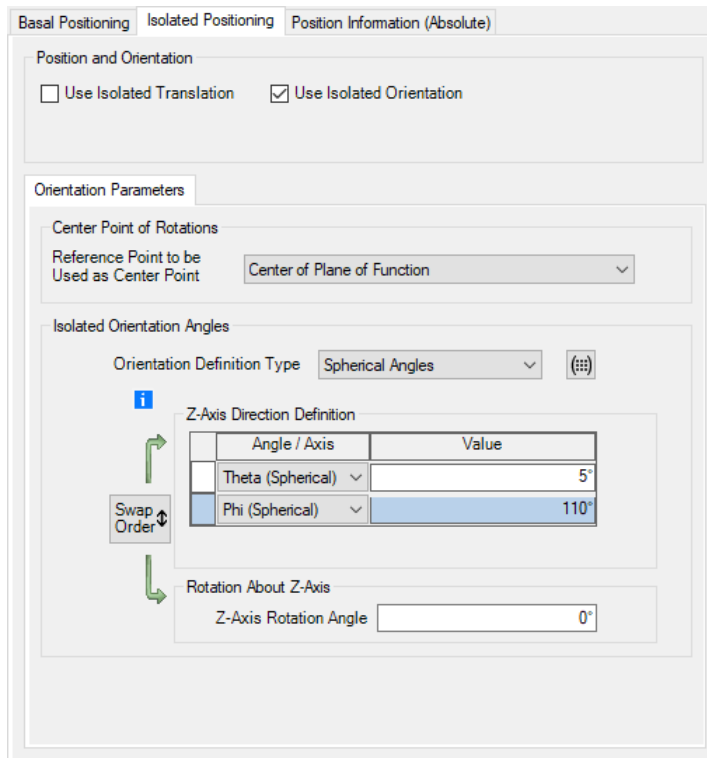 Basal Positioning Isolated Positioning Position Information (Absolute)
Position and Orientation
Use Isolated Translation Use Isolated Orientation
Orientation Parameters
Center Point of Rotations
Reference Point to be
Used as Center Point
Center of Plane of Function
Isolated Orientation Angles
Orientation Definition Type Spherical Angles (:::)
i
Z-Axis Direction Definition
Angle / Axis Value
Theta (Spherical) 5°
Phi (Spherical) 110°
Swap
Order
Rotation About Z-Axis
Z-Axis Rotation Angle 0°